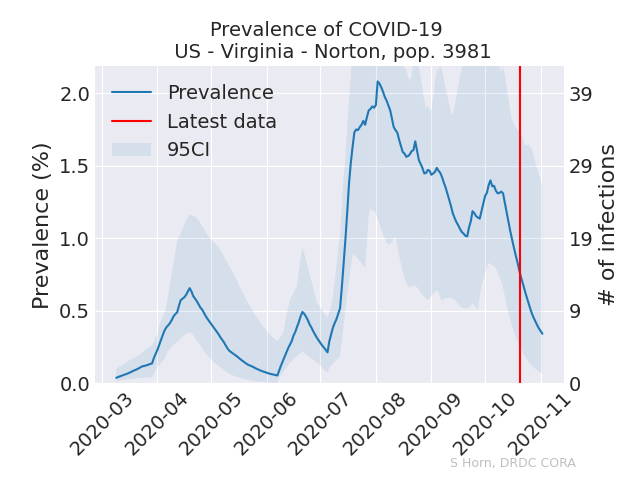 Prevalence of COVID-19
US - Virginia - Norton, pop. 3981
Prevalence
Latest data
95CI
Prevalence (%)
2.0
1.5
1.0
0.5
0.0
# of infections
39
29
19
9
0
2020-03
2020-04
2020-05
2020-06
2020-07
2020-08
2020-09
2020-10
2020-11
S Horn, DRDC CORA